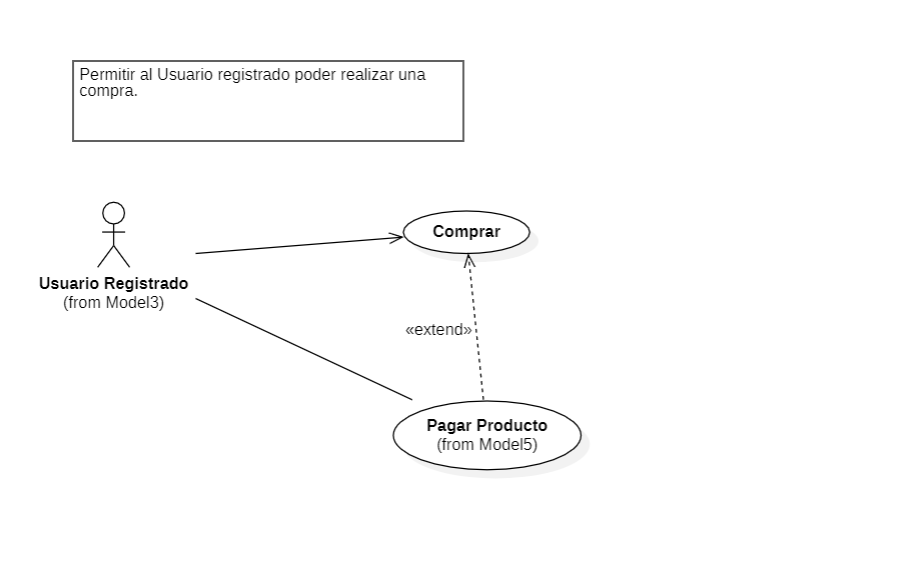 Permitir al Usuario registrado poder realizar una
compra.
Comprar
Usuario Registrado
(from Model3)
«extend»
Pagar Producto
(from Model5)